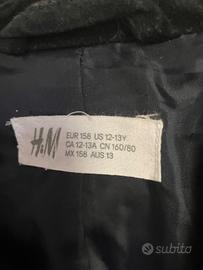 H&M
EUR 158 US 12-13Y
CA 12-13A CN 160/80
MX 158 AUS 13
subito